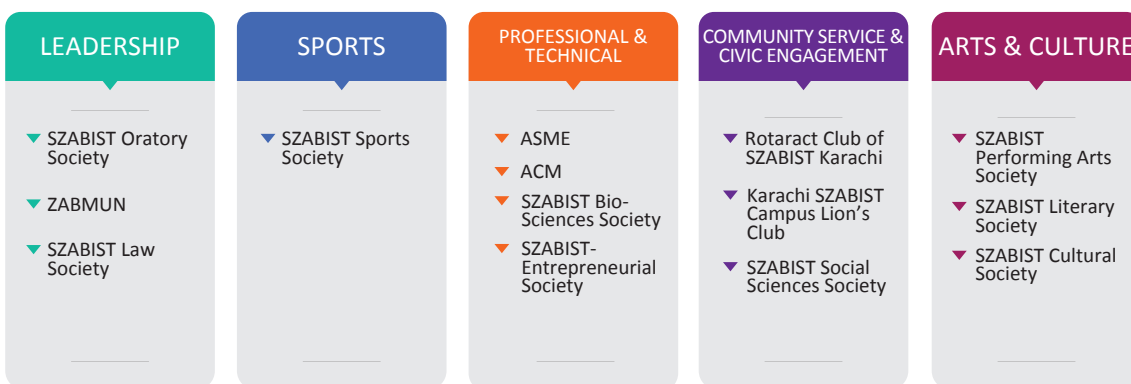 LEADERSHIP
SZABIST Oratory
Society
ZABMUN
SZABIST Law
Society
SPORTS
SZABIST Sports
Society
PROFESSIONAL &
TECHNICAL
ASME
ACM
SZABIST Bio-
Sciences Society
SZABIST-
Entrepreneurial
Society
COMMUNITY SERVICE &
CIVIC ENGAGEMENT
Rotaract Club of
SZABIST Karachi
Karachi SZABIST
Campus Lion’s
Club
SZABIST Social
Sciences Society
ARTS & CULTURE
SZABIST
Performing Arts
Society
SZABIST Literary
Society
SZABIST Cultural
Society